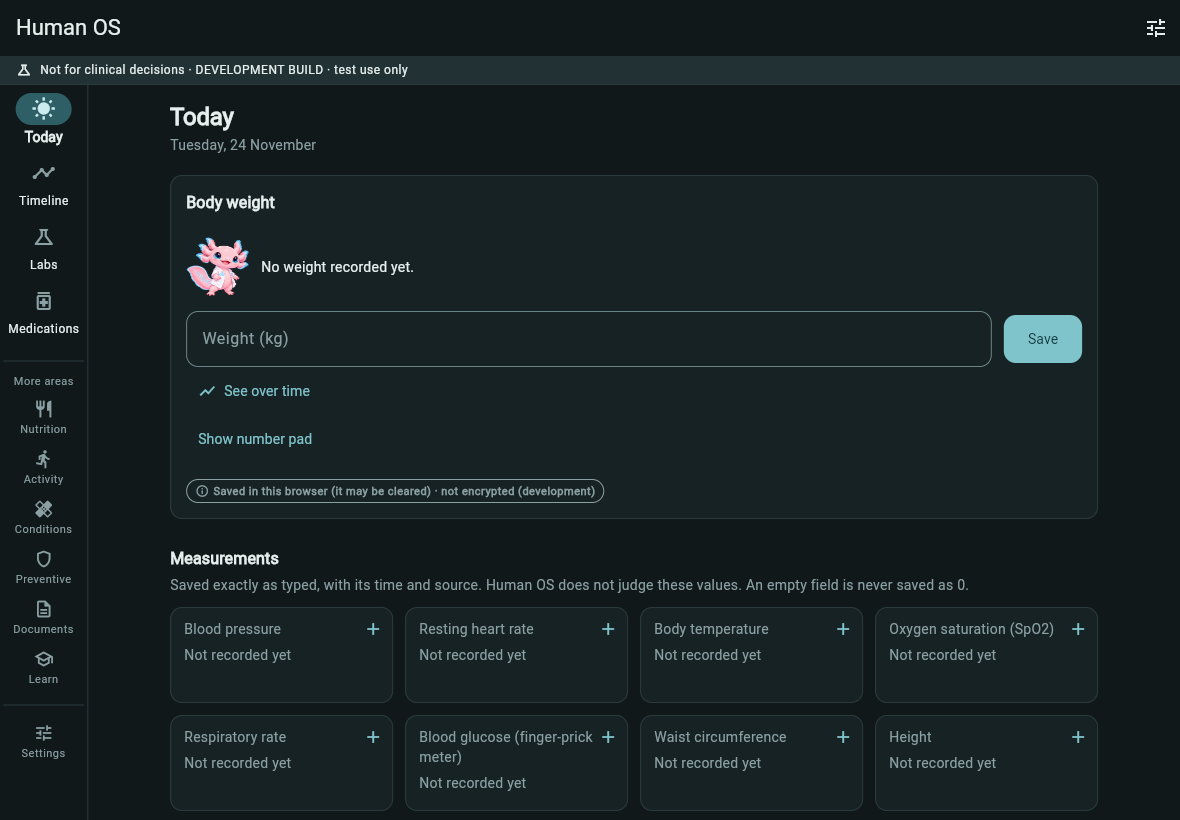 Human OS
Not for clinical decisions · DEVELOPMENT BUILD · test use only
Today
Timeline
Labs
Medications
More areas
Nutrition
Activity
Conditions
Preventive
Documents
Learn
Settings
Today
Tuesday, 24 November
Body weight
No weight recorded yet.
Weight (kg)
Save
See over time
Show number pad
Saved in this browser (it may be cleared) · not encrypted (development)
Measurements
Saved exactly as typed, with its time and source. Human OS does not judge these values. An empty field is never saved as 0.
Blood pressure
Not recorded yet
Resting heart rate
Not recorded yet
Body temperature
Not recorded yet
Oxygen saturation (SpO2)
Not recorded yet
Respiratory rate
Not recorded yet
Blood glucose (finger-prick
meter)
Not recorded yet
Waist circumference
Not recorded yet
Height
Not recorded yet